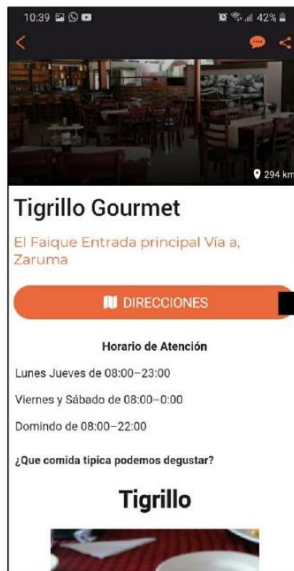 10:39 42%
294 km
Tigrillo Gourmet
El Faique Entrada principal Vía a,
Zaruma
DIRECCIONES
Horario de Atención
Lunes Jueves de 08:00–23:00
Viernes y Sábado de 08:00–0:00
Domindo de 08:00–22:00
¿Que comida tipica podemos degustar?
Tigrillo